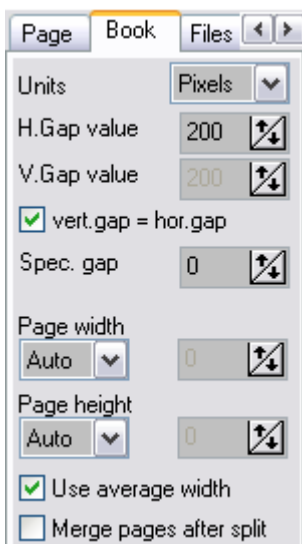 Page Book Files
Units Pixels
H.Gap value 200
V.Gap value 200
vert.gap = hor.gap
Spec. gap 0
Page width
Auto 0
Page height
Auto 0
Use average width
Merge pages after split